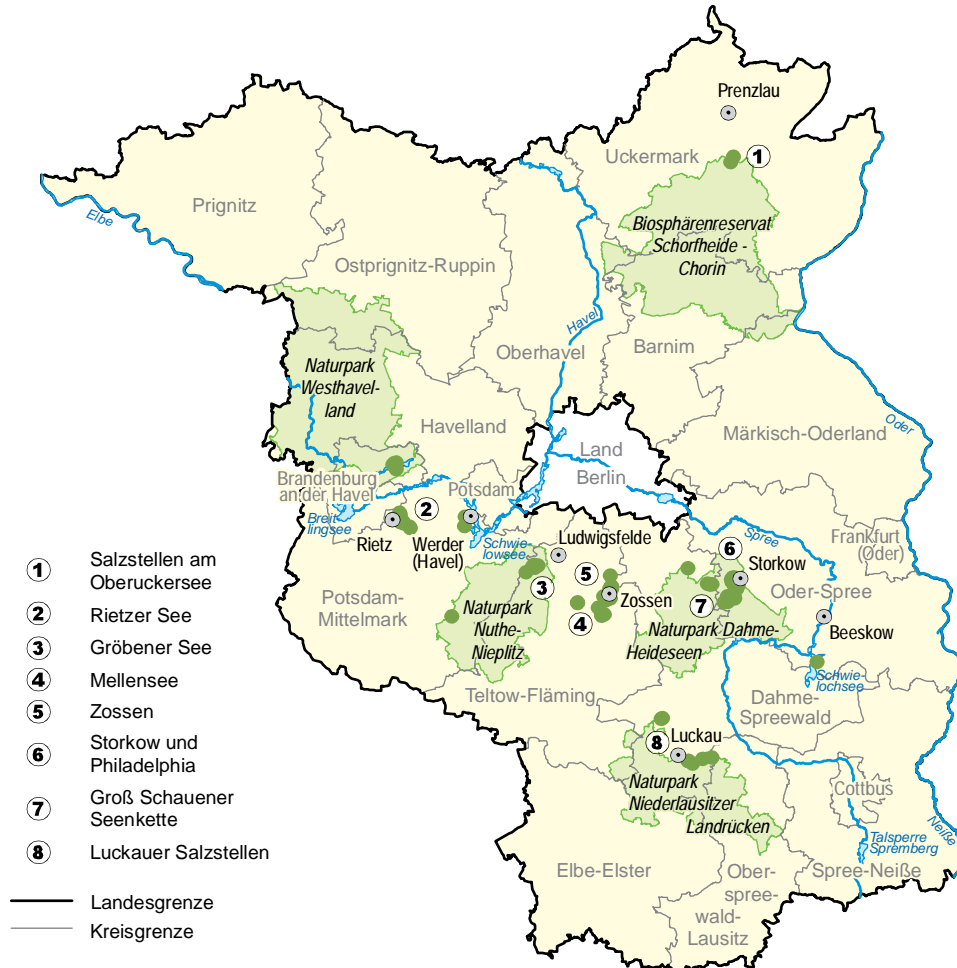 Prenzlau
Uckermark
1
Prignitz
Elbe
Biosphärenreservat
Schorfheide -
Chorin
Ostprignitz-Ruppin
Havel
Oberhavel
Barnim
Naturpark
Westhavel-
land
Havelland
Land
Berlin
Märkisch-Oderland
Oder
Brandenburg
an der Havel
Potsdam
Breit
lingsee
2
Rietz
Werder
(Havel)
Schwie-
lowsee
Ludwigsfelde
Spree
Frankfurt
(Oder)
6
Storkow
5
3
Zossen
4
7
Oder-Spree
Beeskow
Potsdam-
Mittelmark
Naturpark
Nuthe-
Nieplitz
Naturpark Dahme-
Heideseen
Schwie-
lochsee
Teltow-Fläming
Dahme-
Spreewald
8
Luckau
Naturpark
Niederlausitzer
Landrücken
Cottbus
Neiße
Talsperre
Spremberg
Elbe-Elster
Ober-
spree-
wald-
Lausitz
Spree-Neiße
1 Salzstellen am
Oberuckersee
2 Rietzer See
3 Gröbener See
4 Mellensee
5 Zossen
6 Storkow und
Philadelphia
7 Groß Schauener
Seenkette
8 Luckauer Salzstellen
Landesgrenze
Kreisgrenze